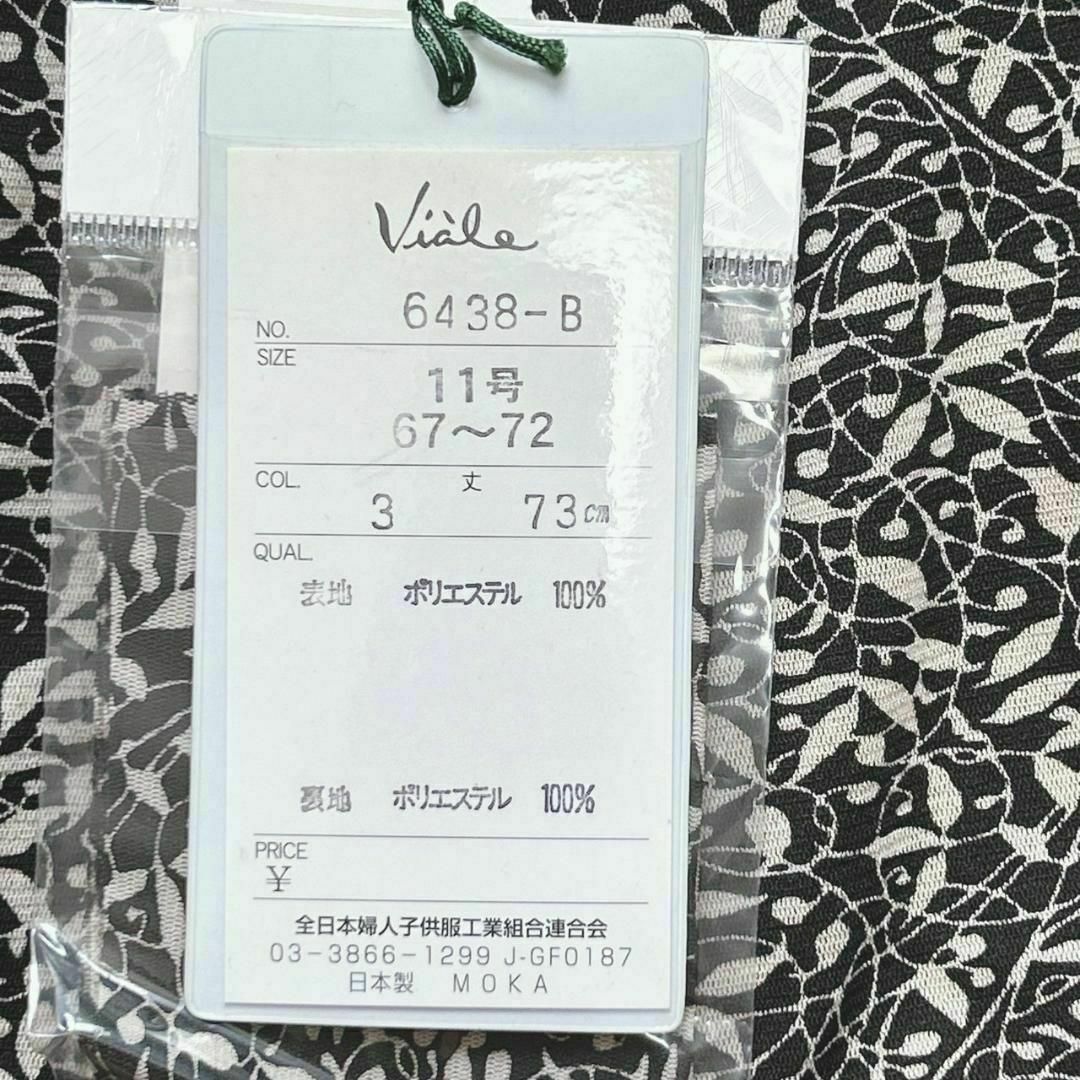 Viàle
NO. 6438-B
SIZE
11号
67～72
COL. 丈
3 73cm
QUAL.
表地 ポリエステル 100%
裏地 ポリエステル 100%
PRICE
¥
全日本婦人子供服工業組合連合会
03-3866-1299 J-GF0187
日本製 MOKA